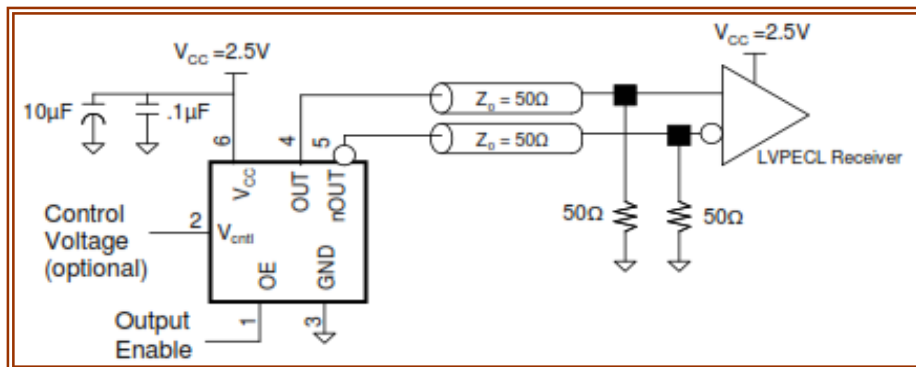 V_CC =2.5V
V_CC =2.5V
10µF
.1µF
6
4
5
Z_o = 50Ω
Z_o = 50Ω
LVPECL Receiver
V_CC
OUT
nOUT
50Ω
50Ω
Control
Voltage
(optional)
2
V_cntl
OE
GND
Output
Enable
1
3